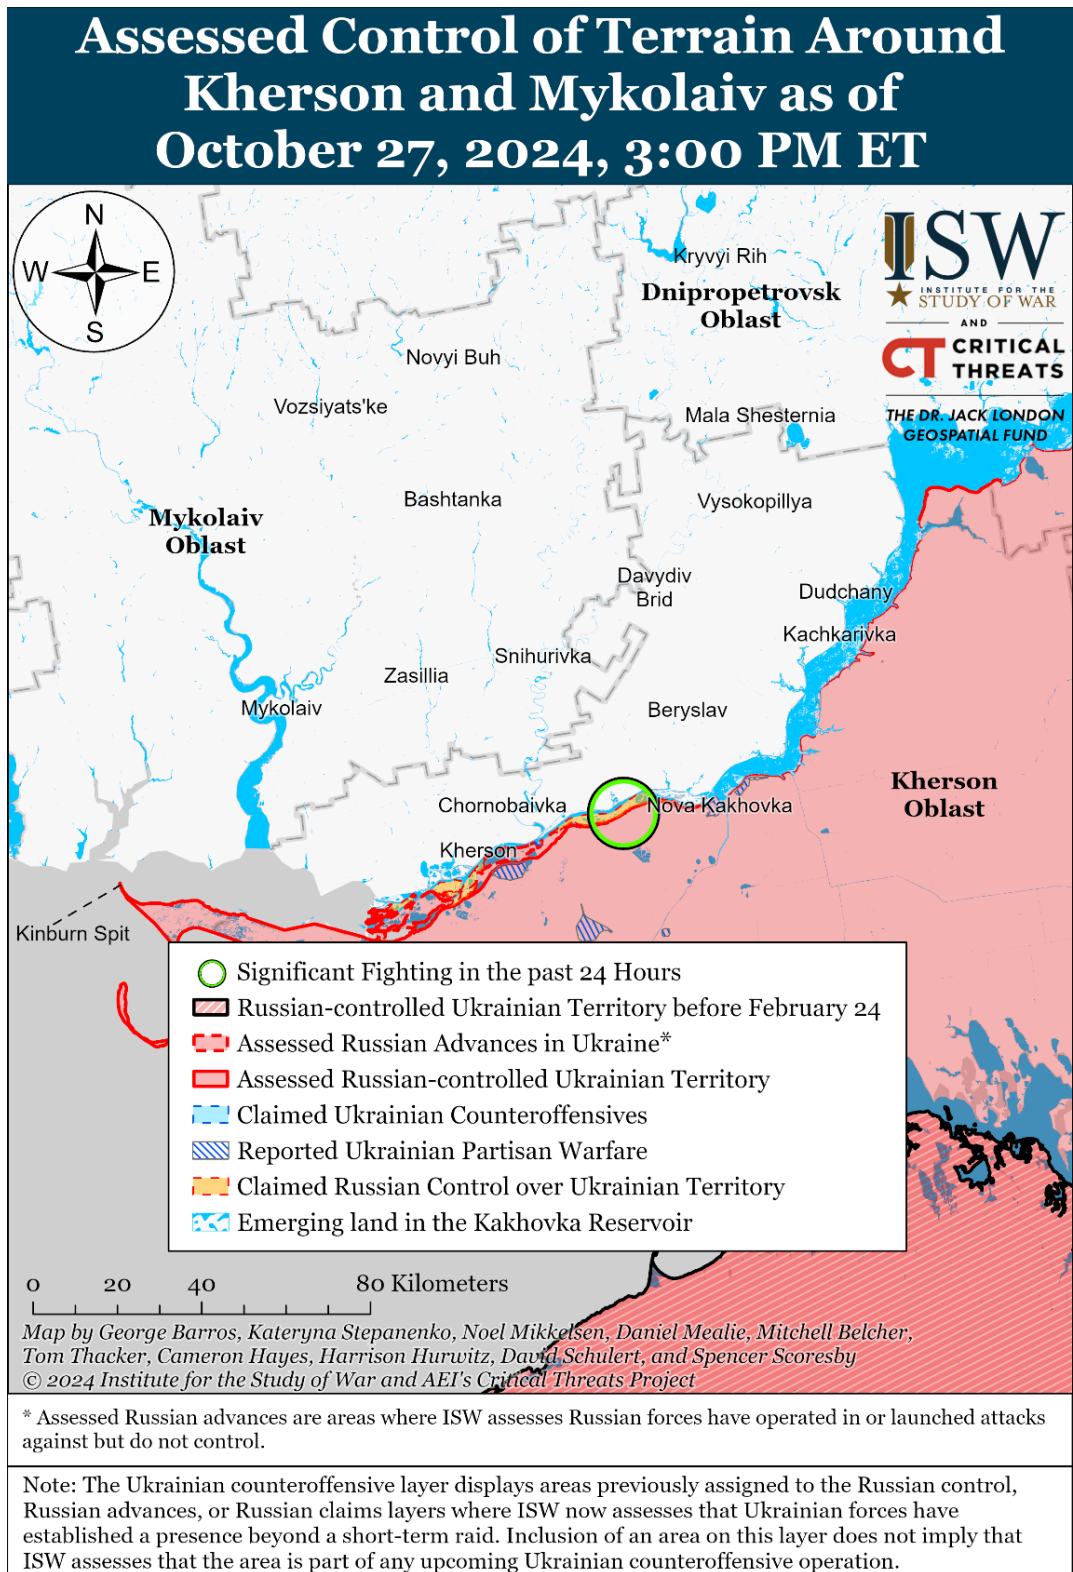 Assessed Control of Terrain Around
Kherson and Mykolaiv as of
October 27, 2024, 3:00 PM ET
N
W E
S
ISW
INSTITUTE FOR THE
STUDY OF WAR
AND
CT CRITICAL
THREATS
THE DR. JACK LONDON
GEOSPATIAL FUND
Kryvyi Rih
Dnipropetrovsk
Oblast
Novyi Buh
Vozsiyats'ke
Mala Shesternia
Bashtanka
Vysokopillya
Mykolaiv
Oblast
Davydiv
Brid
Dudchany
Kachkarivka
Snihurivka
Zasillia
Mykolaiv
Beryslav
Kherson
Oblast
Chornobaivka
Nova Kakhovka
Kherson
Kinburn Spit
Significant Fighting in the past 24 Hours
Russian-controlled Ukrainian Territory before February 24
Assessed Russian Advances in Ukraine*
Assessed Russian-controlled Ukrainian Territory
Claimed Ukrainian Counteroffensives
Reported Ukrainian Partisan Warfare
Claimed Russian Control over Ukrainian Territory
Emerging land in the Kakhovka Reservoir
0 20 40 80 Kilometers
Map by George Barros, Kateryna Stepanenko, Noel Mikkelsen, Daniel Mealie, Mitchell Belcher,
Tom Thacker, Cameron Hayes, Harrison Hurwitz, David Schulert, and Spencer Scoresby
© 2024 Institute for the Study of War and AEI's Critical Threats Project
* Assessed Russian advances are areas where ISW assesses Russian forces have operated in or launched attacks
against but do not control.
Note: The Ukrainian counteroffensive layer displays areas previously assigned to the Russian control,
Russian advances, or Russian claims layers where ISW now assesses that Ukrainian forces have
established a presence beyond a short-term raid. Inclusion of an area on this layer does not imply that
ISW assesses that the area is part of any upcoming Ukrainian counteroffensive operation.